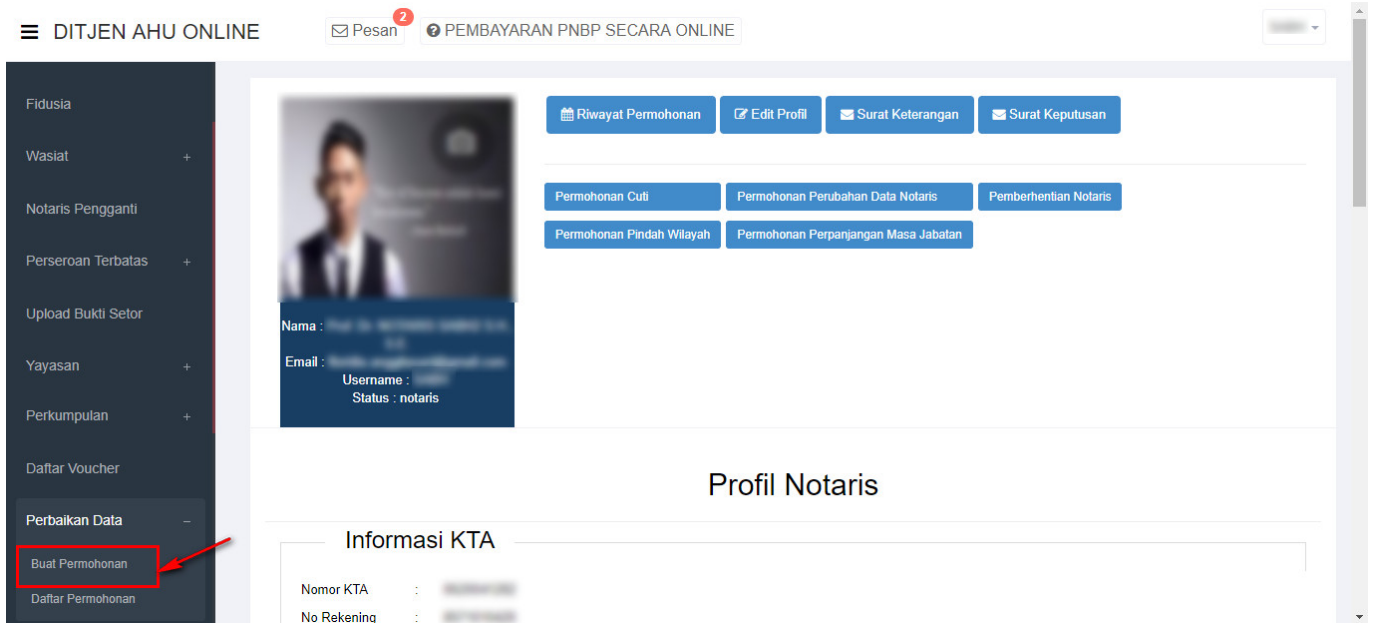 DITJEN AHU ONLINE
Pesan 2
PEMBAYARAN PNBP SECARA ONLINE
Fidusia
Wasiat +
Notaris Pengganti
Perseroan Terbatas +
Upload Bukti Setor
Yayasan +
Perkumpulan +
Daftar Voucher
Perbaikan Data −
Buat Permohonan
Daftar Permohonan
Riwayat Permohonan
Edit Profil
Surat Keterangan
Surat Keputusan
Permohonan Cuti
Permohonan Perubahan Data Notaris
Pemberhentian Notaris
Permohonan Pindah Wilayah
Permohonan Perpanjangan Masa Jabatan
Nama :
Email :
Username :
Status : notaris
Profil Notaris
Informasi KTA
Nomor KTA :
No Rekening :